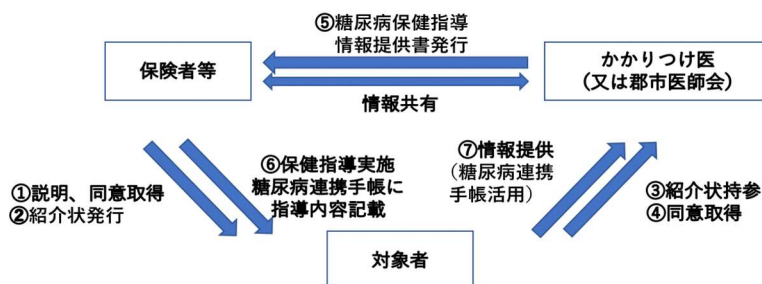 ⑤糖尿病保健指導
情報提供書発行
保険者等
かかりつけ医
(又は郡市医師会)
情報共有
①説明、同意取得
②紹介状発行
⑥保健指導実施
糖尿病連携手帳に
指導内容記載
⑦情報提供
(糖尿病連携
手帳活用)
③紹介状持参
④同意取得
対象者